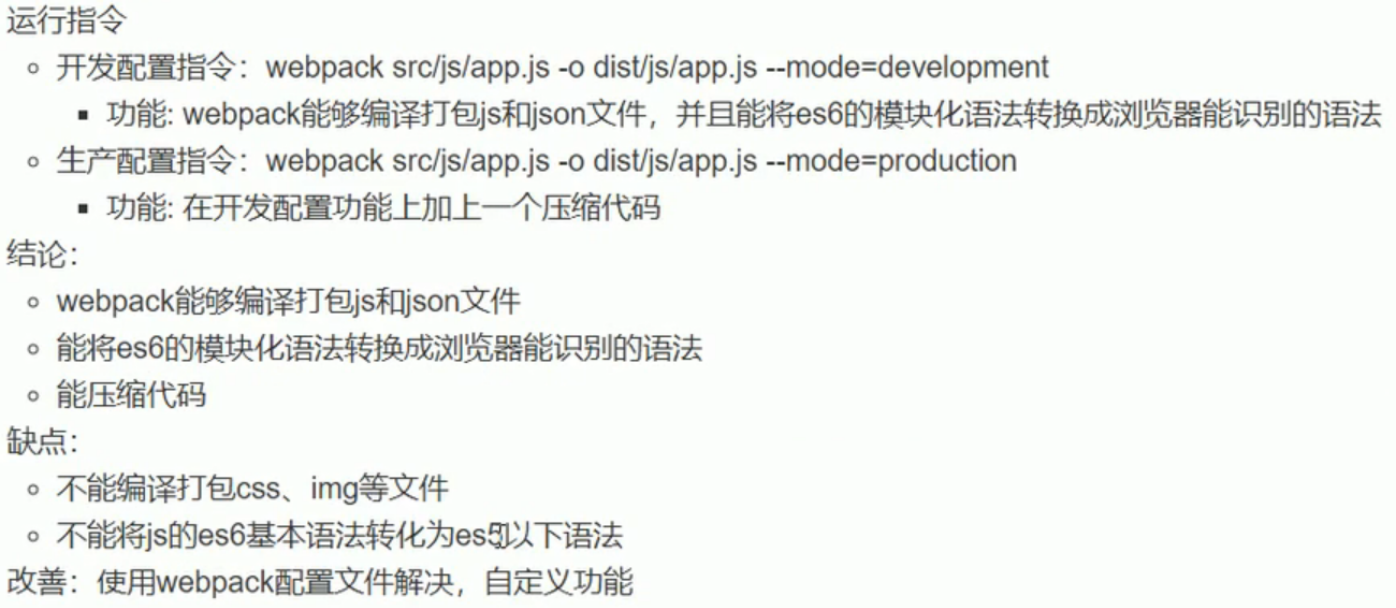 运行指令
开发配置指令：webpack src/js/app.js -o dist/js/app.js --mode=development
功能: webpack能够编译打包js和json文件，并且能将es6的模块化语法转换成浏览器能识别的语法
生产配置指令：webpack src/js/app.js -o dist/js/app.js --mode=production
功能: 在开发配置功能上加上一个压缩代码
结论：
webpack能够编译打包js和json文件
能将es6的模块化语法转换成浏览器能识别的语法
能压缩代码
缺点：
不能编译打包css、img等文件
不能将js的es6基本语法转化为es5以下语法
改善：使用webpack配置文件解决，自定义功能